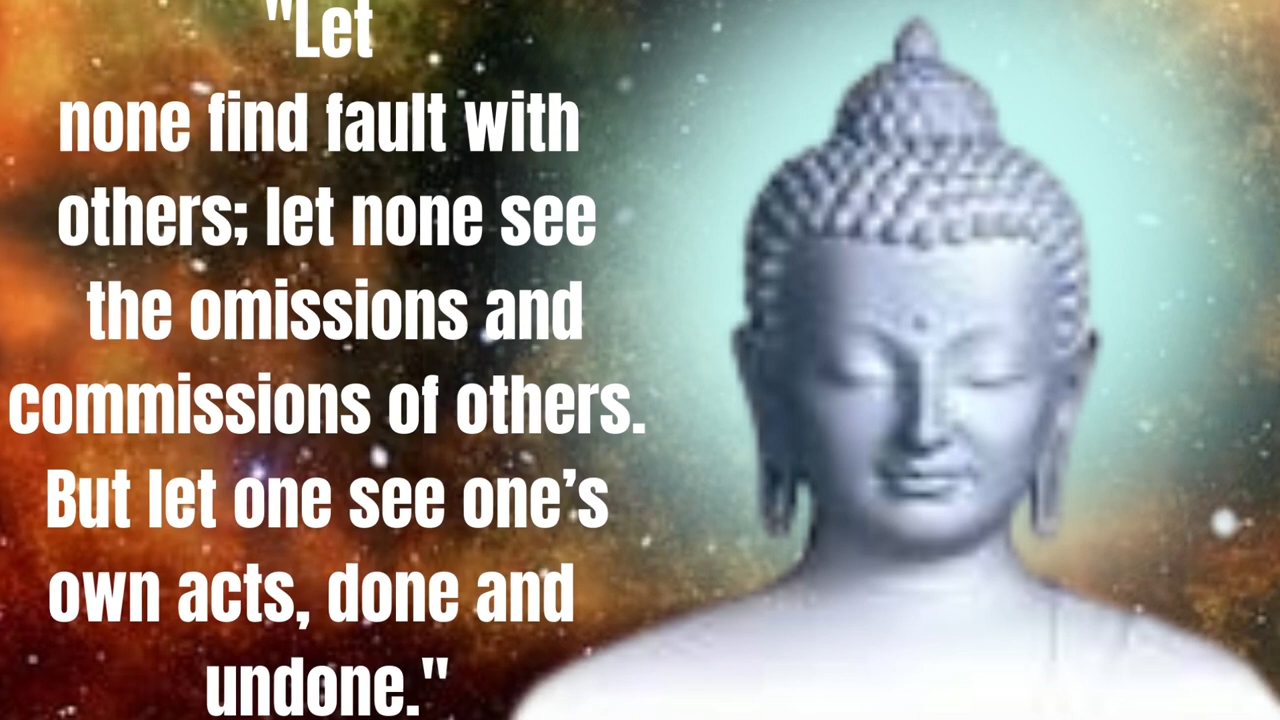 "Let
none find fault with
others; let none see
the omissions and
commissions of others.
But let one see one’s
own acts, done and
undone."